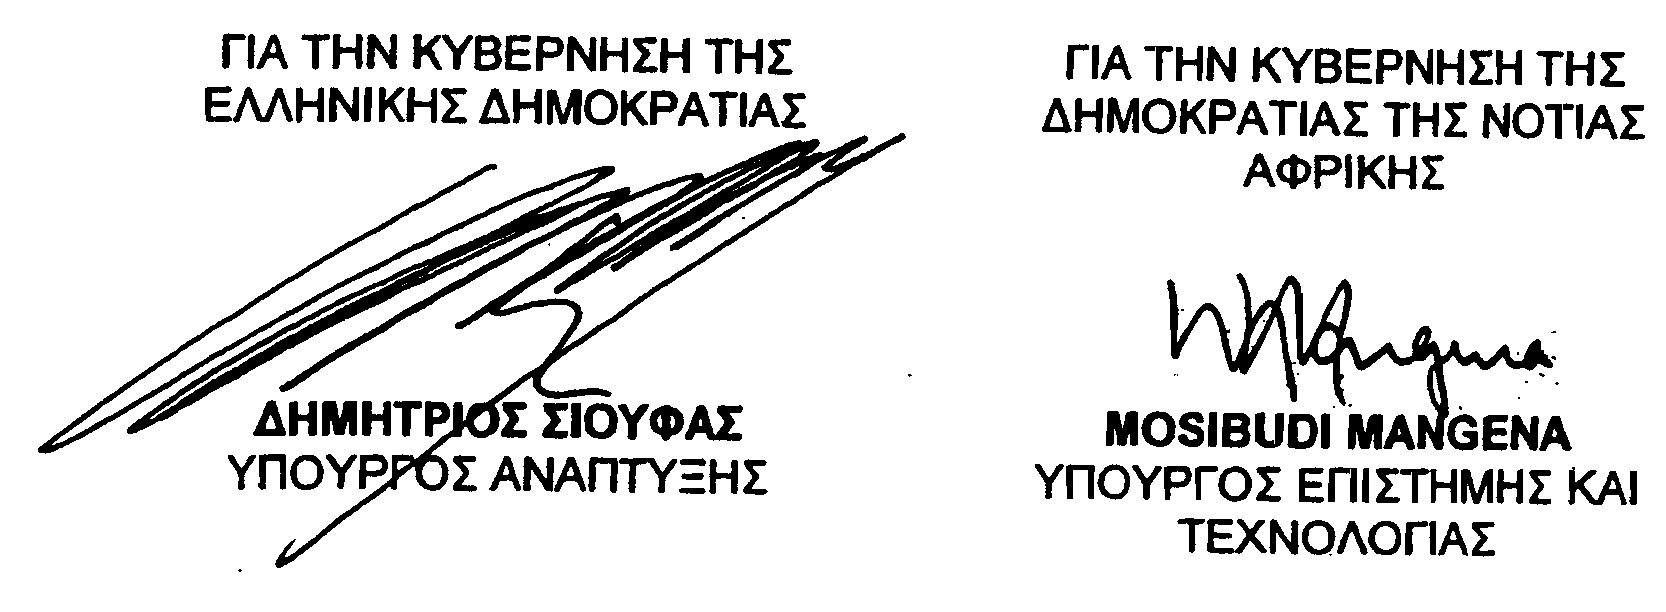 ΓΙΑ ΤΗΝ ΚΥΒΕΡΝΗΣΗ ΤΗΣ
ΕΛΛΗΝΙΚΗΣ ΔΗΜΟΚΡΑΤΙΑΣ
ΔΗΜΗΤΡΙΟΣ ΣΙΟΥΦΑΣ
ΥΠΟΥΡΓΟΣ ΑΝΑΠΤΥΞΗΣ
ΓΙΑ ΤΗΝ ΚΥΒΕΡΝΗΣΗ ΤΗΣ
ΔΗΜΟΚΡΑΤΙΑΣ ΤΗΣ ΝΟΤΙΑΣ
ΑΦΡΙΚΗΣ
Mangena
MOSIBUDI MANGENA
ΥΠΟΥΡΓΟΣ ΕΠΙΣΤΗΜΗΣ ΚΑΙ
ΤΕΧΝΟΛΟΓΙΑΣ